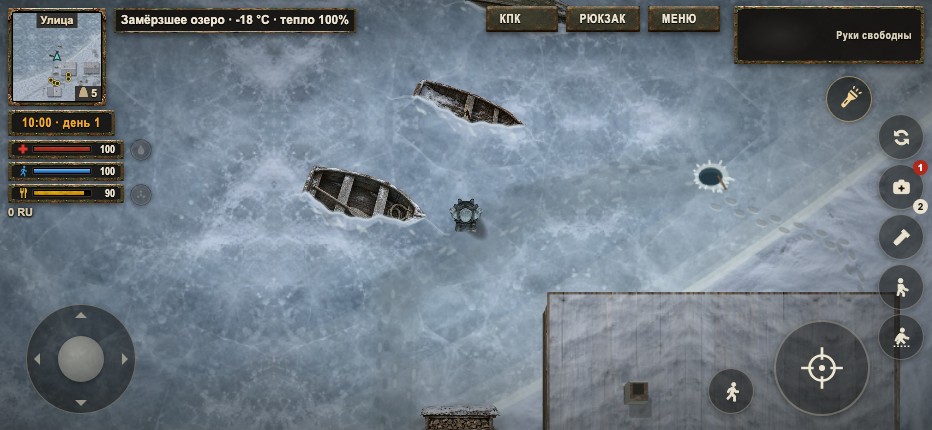 Улица
Замёрзшее озеро · -18 °C · тепло 100%
КПК
РЮКЗАК
МЕНЮ
Руки свободны
5
10:00 · день 1
100
100
90
0 RU
1
2